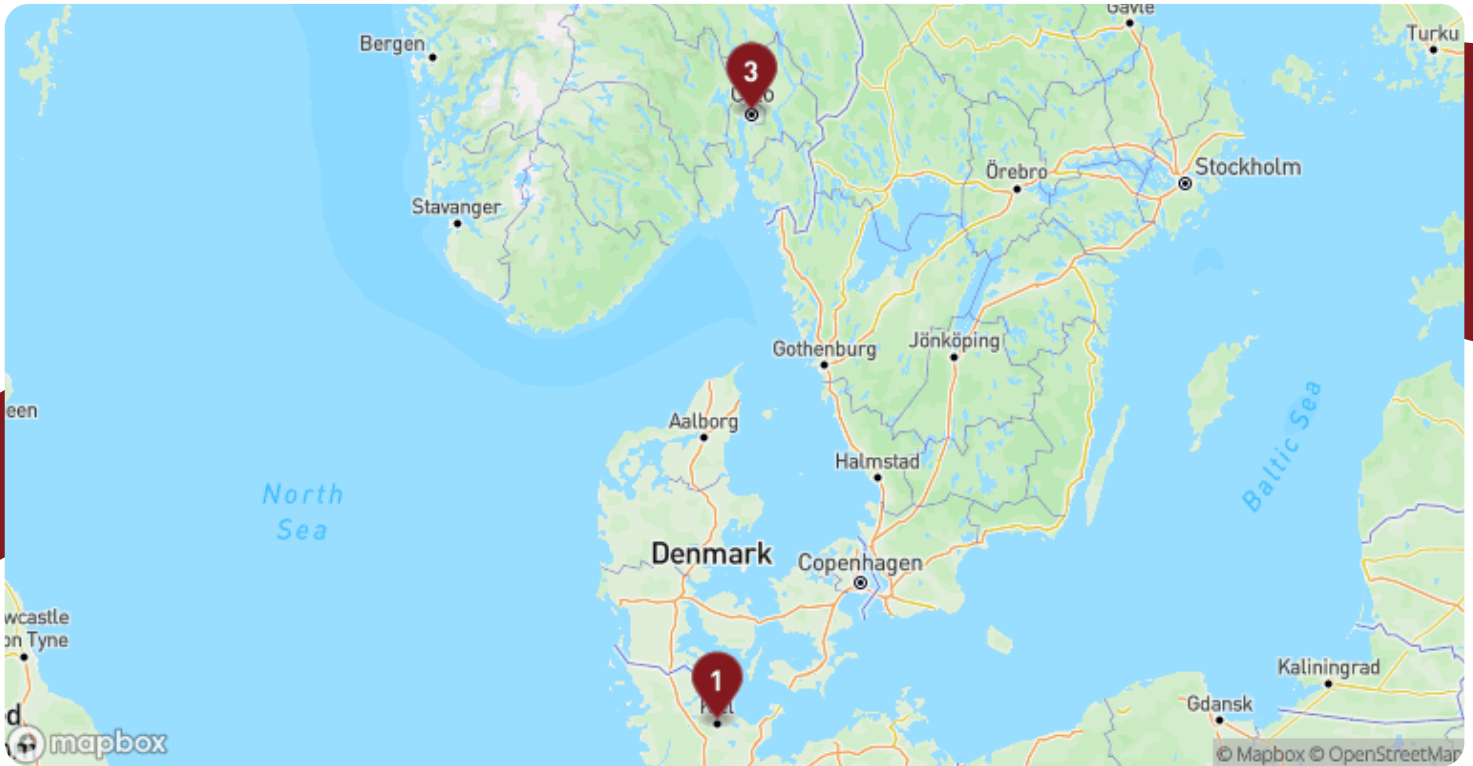 Gävle
Turku
Bergen
3
Stockholm
Örebro
Stavanger
Gothenburg
Jönköping
een
Aalborg
Halmstad
North
Sea
Baltic Sea
Denmark
Copenhagen
wcastle
on Tyne
1
Kaliningrad
Gdansk
d
mapbox
© Mapbox © OpenStreetMap